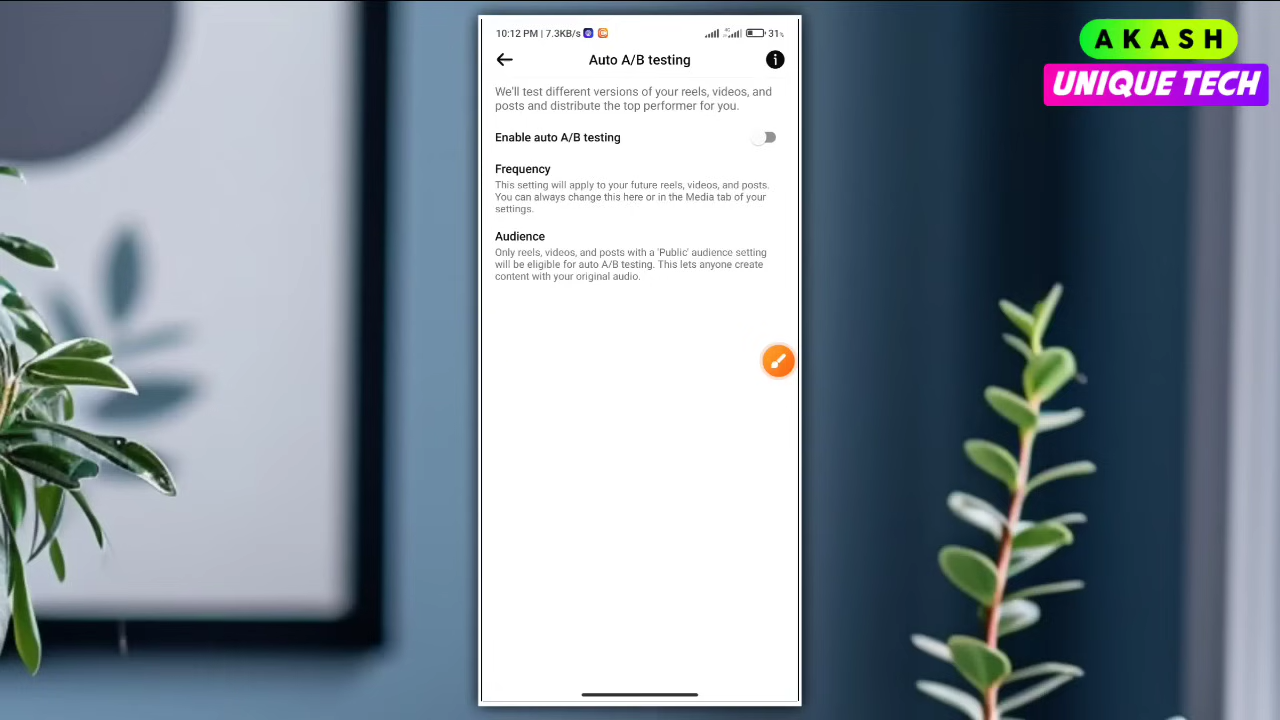 10:12 PM | 7.3KB/s
31%
Auto A/B testing
We'll test different versions of your reels, videos, and
posts and distribute the top performer for you.
Enable auto A/B testing
Frequency
This setting will apply to your future reels, videos, and posts.
You can always change this here or in the Media tab of your
settings.
Audience
Only reels, videos, and posts with a 'Public' audience setting
will be eligible for auto A/B testing. This lets anyone create
content with your original audio.
AKASH
UNIQUE TECH